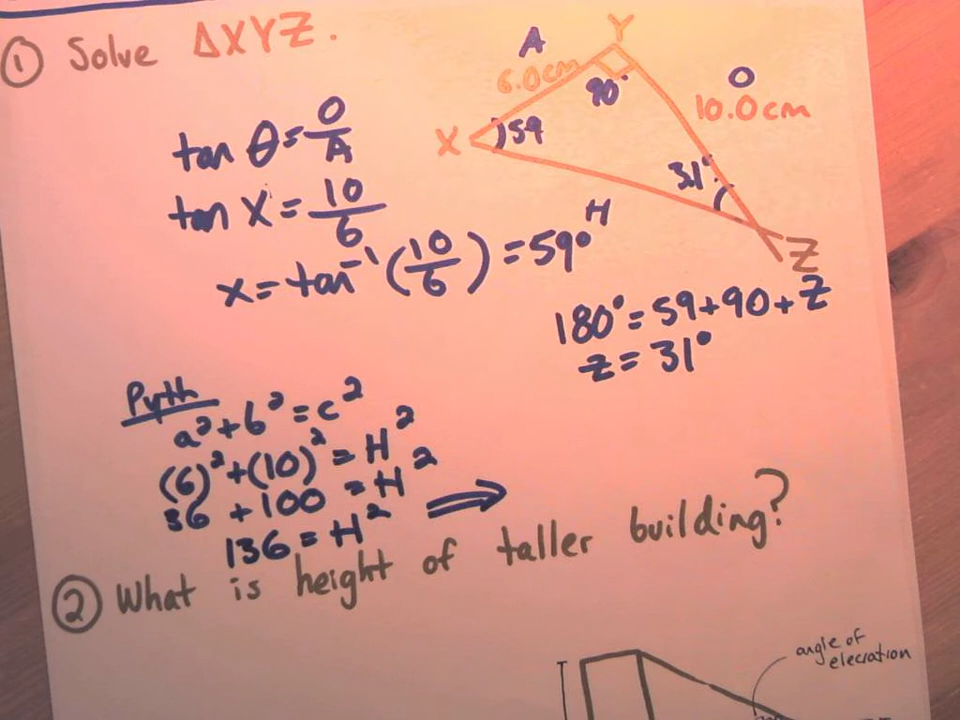 ① Solve ΔXYZ.
Y
A
6.0cm
90°
O
10.0cm
X
59
31°
H
Z
tan θ = O/A
tan X = 10/6
x = tan⁻¹(10/6) = 59°
180° = 59 + 90 + Z
z = 31°
Pyth
a² + b² = c²
(6)² + (10)² = H²
36 + 100 = H²
136 = H² ⇒
② What is height of taller building?
angle of
elecration